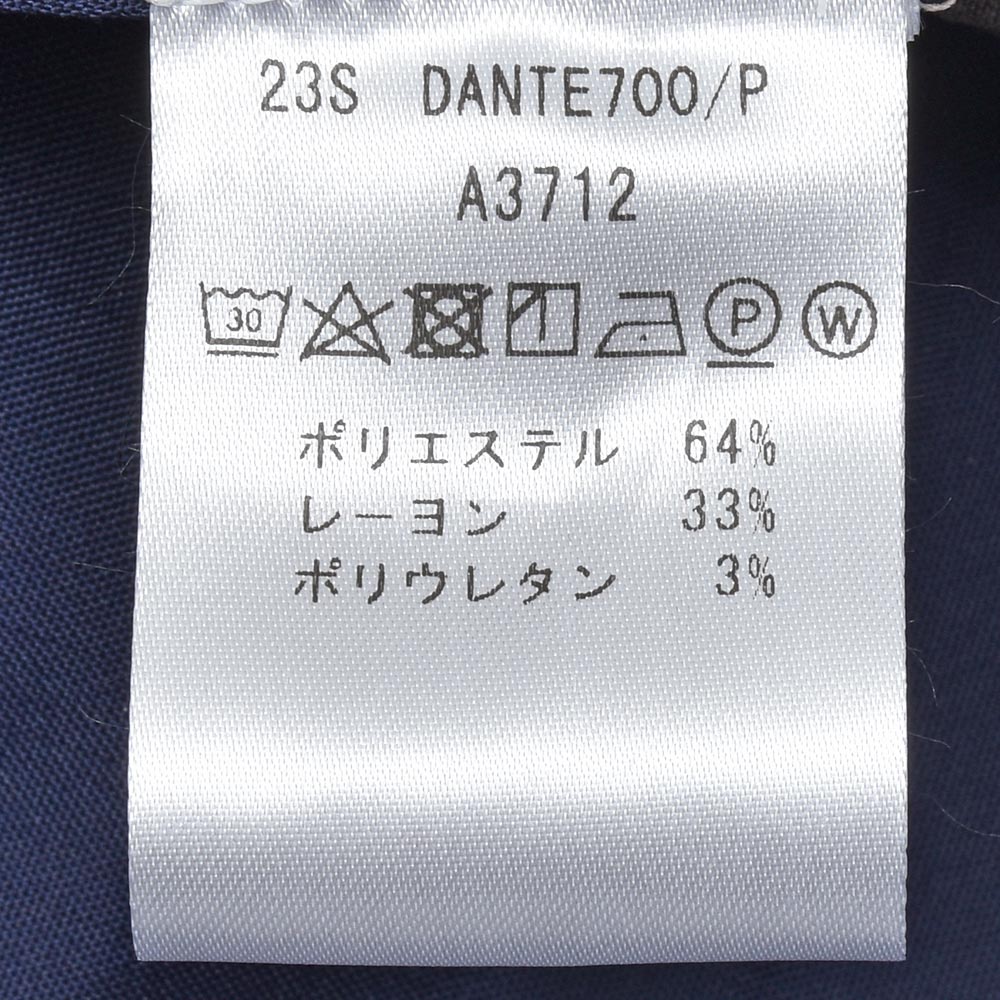 23S DANTE700/P
A3712
30 P W
ポリエステル 64%
レーヨン 33%
ポリウレタン 3%